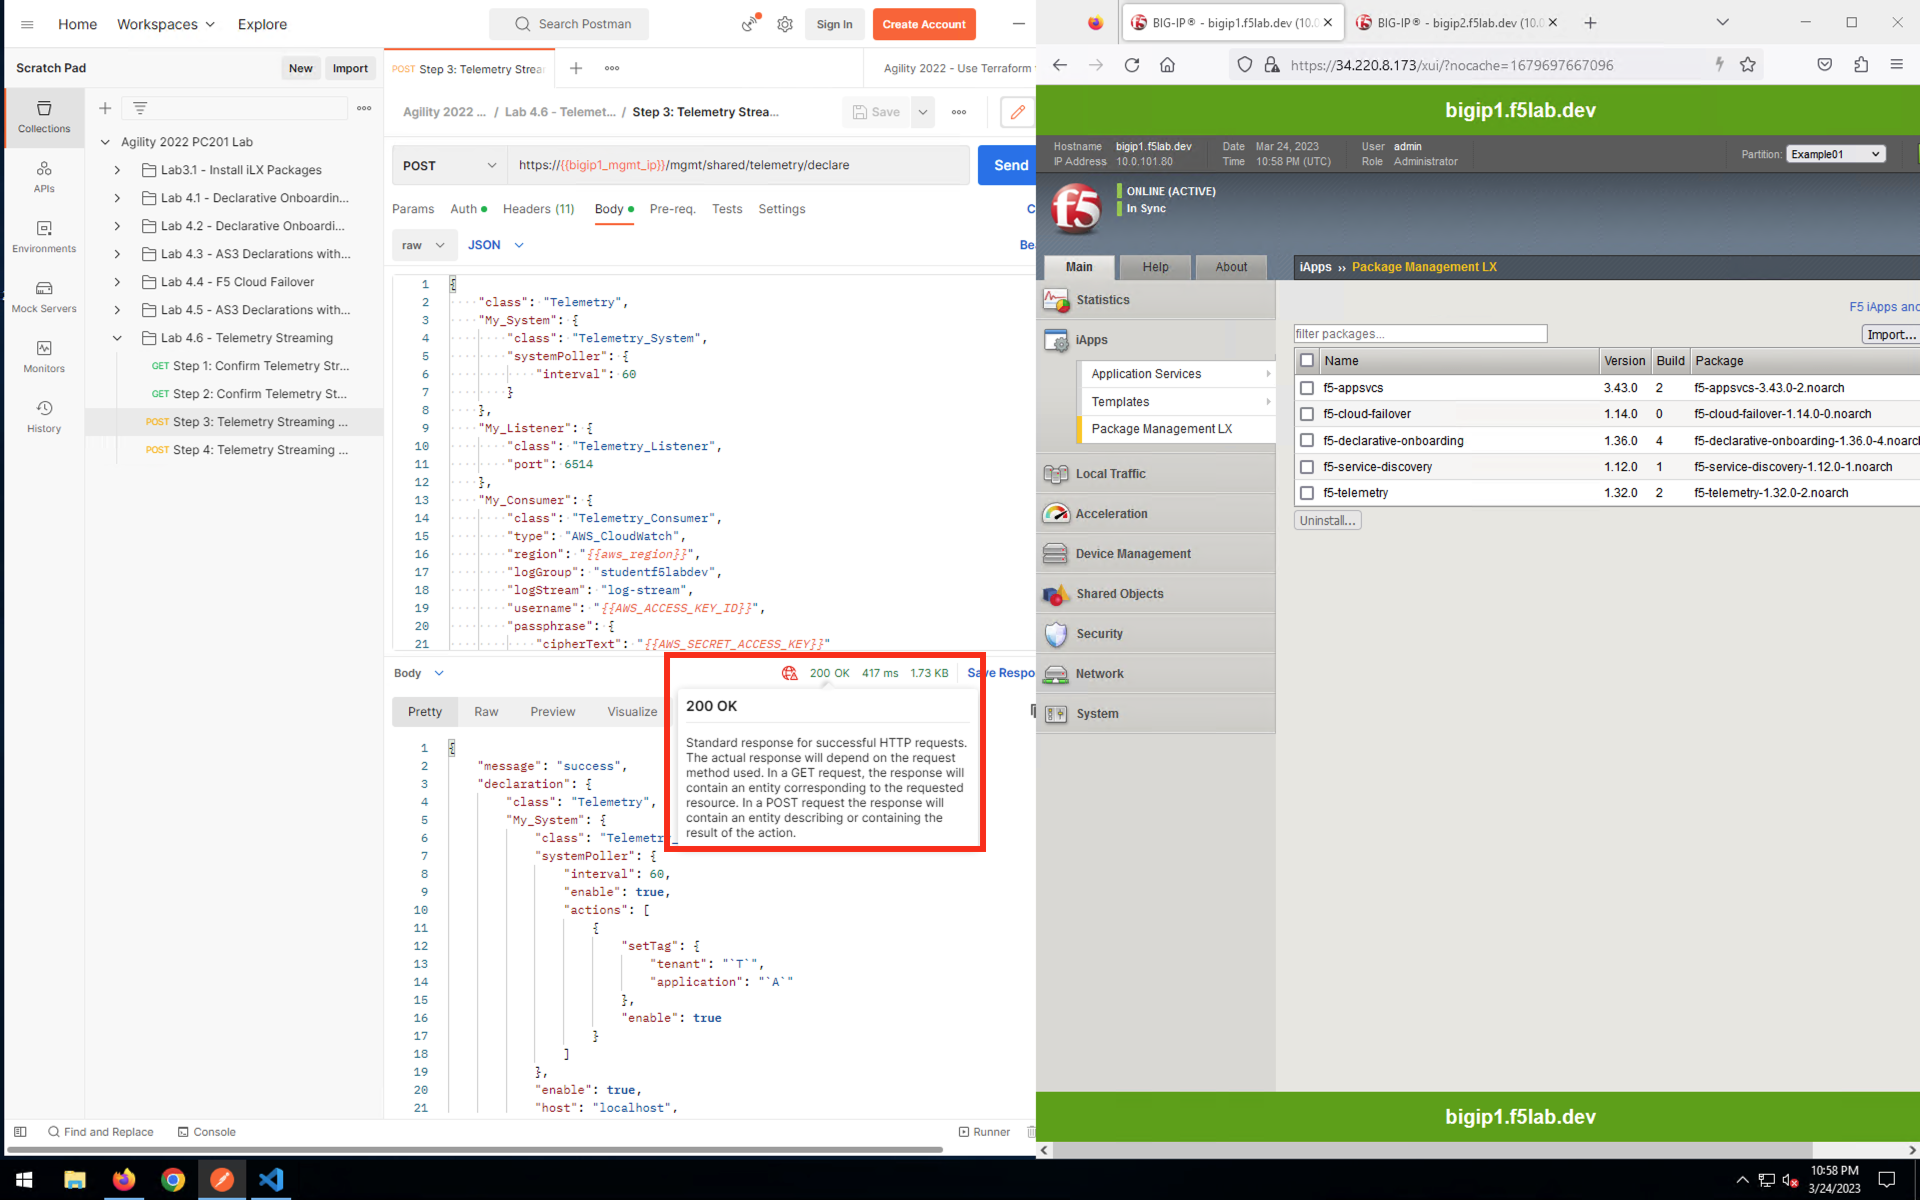 Home
Workspaces
Explore
Search Postman
Sign In
Create Account
Scratch Pad
New
Import
POST Step 3: Telemetry Strea
Agility 2022 - Use Terraform
Collections
APIs
Environments
Mock Servers
Monitors
History
Agility 2022 PC201 Lab
Lab3.1 - Install iLX Packages
Lab 4.1 - Declarative Onboardin...
Lab 4.2 - Declarative Onboardi...
Lab 4.3 - AS3 Declarations with...
Lab 4.4 - F5 Cloud Failover
Lab 4.5 - AS3 Declarations with...
Lab 4.6 - Telemetry Streaming
GET Step 1: Confirm Telemetry Str...
GET Step 2: Confirm Telemetry St...
POST Step 3: Telemetry Streaming ...
POST Step 4: Telemetry Streaming ...
Agility 2022 ... / Lab 4.6 - Telemet... / Step 3: Telemetry Strea...
Save
POST
https://{{bigip1_mgmt_ip}}/mgmt/shared/telemetry/declare
Send
Params Auth Headers (11) Body Pre-req. Tests Settings C
raw JSON Be
1 {
2 "class": "Telemetry",
3 "My_System": {
4 "class": "Telemetry_System",
5 "systemPoller": {
6 "interval": 60
7 }
8 },
9 "My_Listener": {
10 "class": "Telemetry_Listener",
11 "port": 6514
12 },
13 "My_Consumer": {
14 "class": "Telemetry_Consumer",
15 "type": "AWS_CloudWatch",
16 "region": "{{aws_region}}",
17 "logGroup": "studentf5labdev",
18 "logStream": "log-stream",
19 "username": "{{AWS_ACCESS_KEY_ID}}",
20 "passphrase": {
21 "cipherText": "{{AWS_SECRET_ACCESS_KEY}}"
Body 200 OK 417 ms 1.73 KB Save Respo
Pretty Raw Preview Visualize
200 OK
Standard response for successful HTTP requests.
The actual response will depend on the request
method used. In a GET request, the response will
contain an entity corresponding to the requested
resource. In a POST request the response will
contain an entity describing or containing the
result of the action.
1 {
2 "message": "success",
3 "declaration": {
4 "class": "Telemetry",
5 "My_System": {
6 "class": "Telemetry_
7 "systemPoller": {
8 "interval": 60,
9 "enable": true,
10 "actions": [
11 {
12 "setTag": {
13 "tenant": "`T`",
14 "application": "`A`"
15 },
16 "enable": true
17 }
18 ]
19 },
20 "enable": true,
21 "host": "localhost",
Find and Replace
Console
Runner
BIG-IP® - bigip1.f5lab.dev (10.0
BIG-IP® - bigip2.f5lab.dev (10.0
https://34.220.8.173/xui/?nocache=1679697667096
bigip1.f5lab.dev
Hostname bigip1.f5lab.dev Date Mar 24, 2023 User admin
IP Address 10.0.101.80 Time 10:58 PM (UTC) Role Administrator
Partition: Example01
f5
ONLINE (ACTIVE)
In Sync
Main Help About
iApps ›› Package Management LX
Statistics
iApps
Application Services
Templates
Package Management LX
Local Traffic
Acceleration
Device Management
Shared Objects
Security
Network
System
F5 iApps and
filter packages...
Import...
Name Version Build Package
f5-appsvcs 3.43.0 2 f5-appsvcs-3.43.0-2.noarch
f5-cloud-failover 1.14.0 0 f5-cloud-failover-1.14.0-0.noarch
f5-declarative-onboarding 1.36.0 4 f5-declarative-onboarding-1.36.0-4.noarch
f5-service-discovery 1.12.0 1 f5-service-discovery-1.12.0-1.noarch
f5-telemetry 1.32.0 2 f5-telemetry-1.32.0-2.noarch
Uninstall...
bigip1.f5lab.dev
10:58 PM
3/24/2023